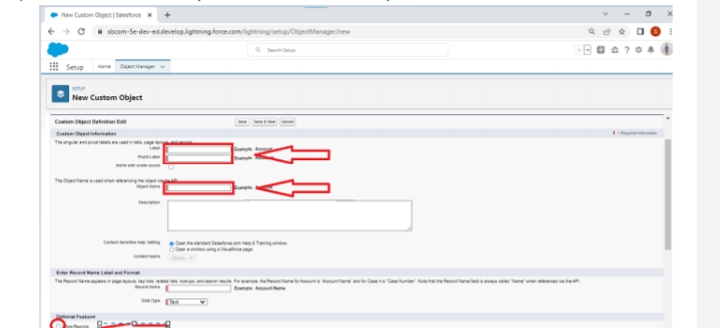 New Custom Object | Salesforce
sbcom-5e-dev-ed.develop.lightning.force.com/lightning/setup/ObjectManager/new
Search Setup
Setup Home Object Manager
SETUP
New Custom Object
Custom Object Definition Edit Save Save & New Cancel
Custom Object Information = Required Information
The singular and plural labels are used in tabs, page layouts, and reports.
Label Example: Account
Plural Label Example:
Starts with vowel sound
The Object Name is used when referencing the object via the API.
Object Name Example:
Description
Context-Sensitive Help Setting Open the standard Salesforce.com Help & Training window
Open a window using a Visualforce page
Content Name --None--
Enter Record Name Label and Format
The Record Name appears in page layouts, key lists, related lists, lookups, and search results. For example, the Record Name for Account is "Account Name" and for Case it is "Case Number". Note that the Record Name field is always called "Name" when referenced via the API.
Record Name Example: Account Name
Data Type Text
Optional Features
Reports